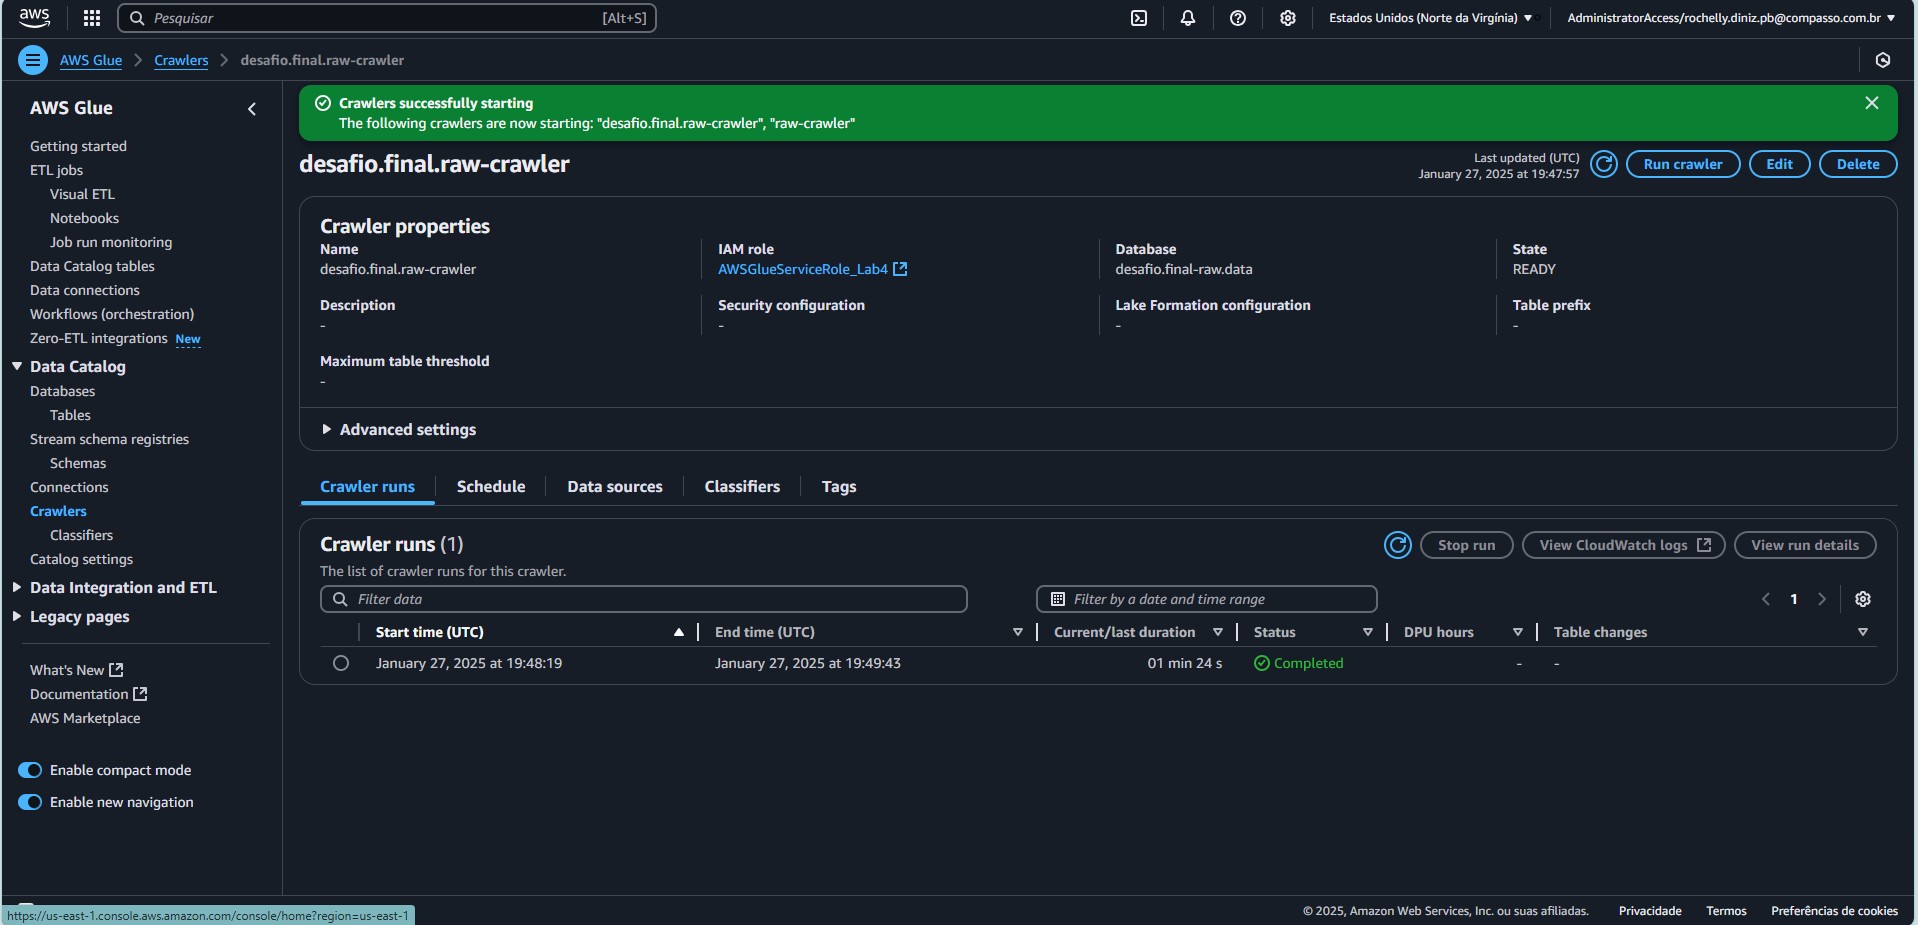 aws
Pesquisar [Alt+S]
Estados Unidos (Norte da Virgínia)
AdministratorAccess/rochelly.diniz.pb@compasso.com.br
AWS Glue > Crawlers > desafio.final.raw-crawler
AWS Glue
Getting started
ETL jobs
Visual ETL
Notebooks
Job run monitoring
Data Catalog tables
Data connections
Workflows (orchestration)
Zero-ETL integrations New
Data Catalog
Databases
Tables
Stream schema registries
Schemas
Connections
Crawlers
Classifiers
Catalog settings
Data Integration and ETL
Legacy pages
What's New
Documentation
AWS Marketplace
Enable compact mode
Enable new navigation
Crawlers successfully starting
The following crawlers are now starting: "desafio.final.raw-crawler", "raw-crawler"
desafio.final.raw-crawler
Last updated (UTC)
January 27, 2025 at 19:47:57
Run crawler
Edit
Delete
Crawler properties
Name
desafio.final.raw-crawler
IAM role
AWSGlueServiceRole_Lab4
Database
desafio.final-raw.data
State
READY
Description
-
Security configuration
-
Lake Formation configuration
-
Table prefix
-
Maximum table threshold
-
Advanced settings
Crawler runs
Schedule
Data sources
Classifiers
Tags
Crawler runs (1)
The list of crawler runs for this crawler.
Stop run
View CloudWatch logs
View run details
Filter data
Filter by a date and time range
1
Start time (UTC) End time (UTC) Current/last duration Status DPU hours Table changes
January 27, 2025 at 19:48:19 January 27, 2025 at 19:49:43 01 min 24 s Completed - -
https://us-east-1.console.aws.amazon.com/console/home?region=us-east-1
© 2025, Amazon Web Services, Inc. ou suas afiliadas. Privacidade Termos Preferências de cookies